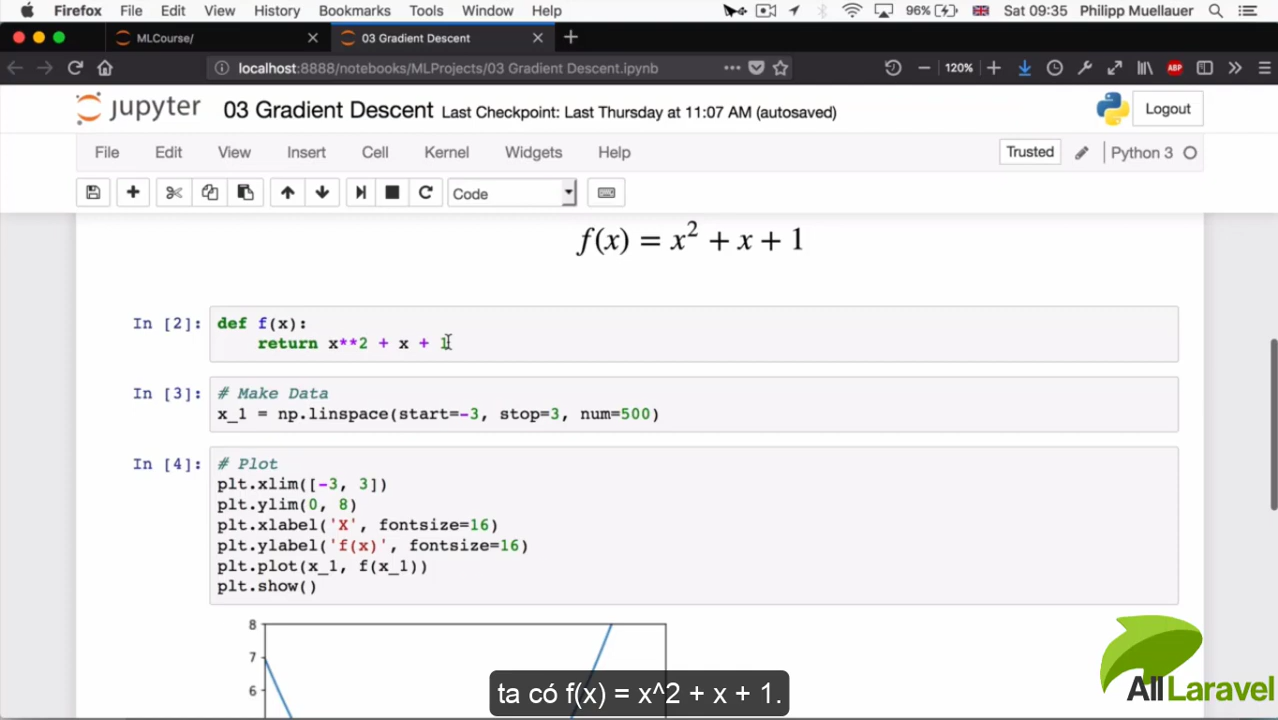 Firefox File Edit View History Bookmarks Tools Window Help 96% Sat 09:35 Philipp Muellauer
MLCourse/ 03 Gradient Descent
localhost:8888/notebooks/MLProjects/03 Gradient Descent.ipynb 120% ABP
jupyter 03 Gradient Descent Last Checkpoint: Last Thursday at 11:07 AM (autosaved) Logout
File Edit View Insert Cell Kernel Widgets Help Trusted Python 3
Code
f(x) = x² + x + 1
In [2]: def f(x):
return x**2 + x + 1
In [3]: # Make Data
x_1 = np.linspace(start=-3, stop=3, num=500)
In [4]: # Plot
plt.xlim([-3, 3])
plt.ylim(0, 8)
plt.xlabel('X', fontsize=16)
plt.ylabel('f(x)', fontsize=16)
plt.plot(x_1, f(x_1))
plt.show()
8
7
6
ta có f(x) = x^2 + x + 1.
AllLaravel